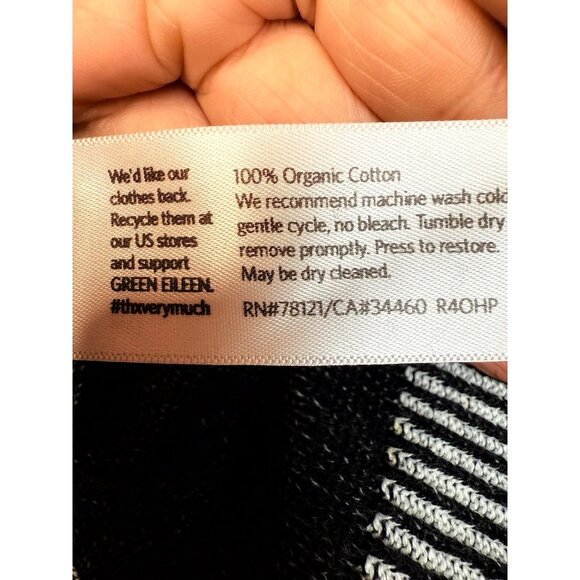 We'd like our
clothes back.
Recycle them at
our US stores
and support
GREEN EILEEN.
#thxverymuch
100% Organic Cotton
We recommend machine wash cold
gentle cycle, no bleach. Tumble dry
remove promptly. Press to restore.
May be dry cleaned.
RN#78121/CA#34460 R4OHP